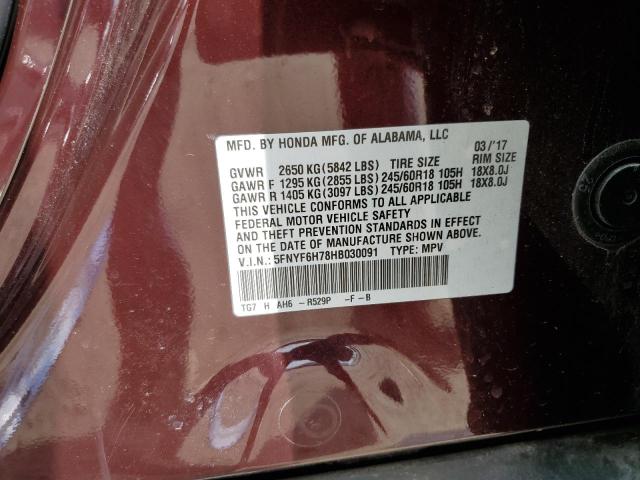 MFD. BY HONDA MFG. OF ALABAMA, LLC 03/'17
GVWR 2650 KG(5842 LBS) TIRE SIZE RIM SIZE
GAWR F 1295 KG(2855 LBS) 245/60R18 105H 18X8.0J
GAWR R 1405 KG(3097 LBS) 245/60R18 105H 18X8.0J
THIS VEHICLE CONFORMS TO ALL APPLICABLE
FEDERAL MOTOR VEHICLE SAFETY
AND THEFT PREVENTION STANDARDS IN EFFECT
ON THE DATE OF MANUFACTURE SHOWN ABOVE.
V.I.N.: 5FNYF6H78HB030091 TYPE: MPV
TG7 H AH6 -R529P -F-B